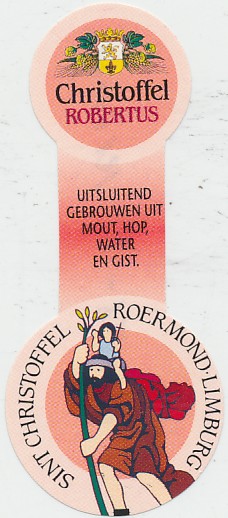 Christoffel
ROBERTUS
UITSLUITEND
GEBROUWEN UIT
MOUT, HOP,
WATER
EN GIST.
SINT CHRISTOFFEL ROERMOND·LIMBURG